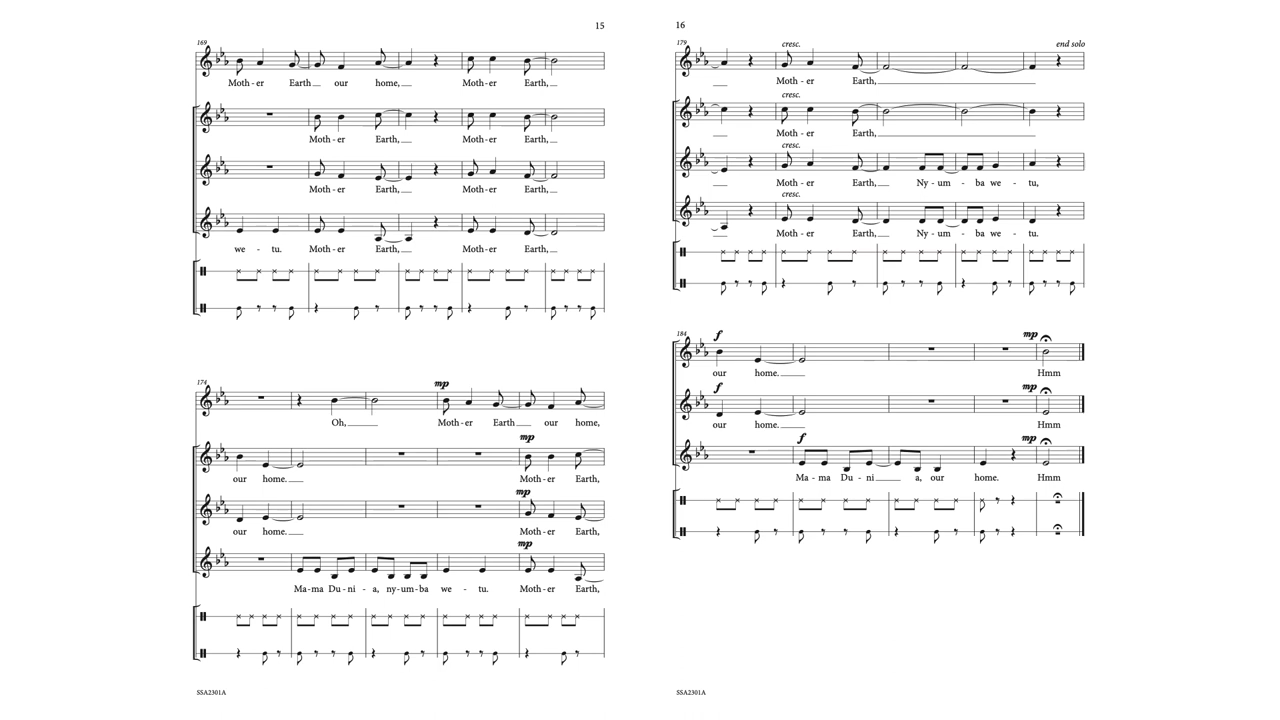 15
169
Moth - er Earth our home, Moth - er Earth,
Moth - er Earth, Moth - er Earth,
Moth - er Earth, Moth - er Earth,
we - tu. Moth - er Earth, Moth - er Earth,
174
mp
Oh, Moth - er Earth our home,
mp
our home. Moth - er Earth,
mp
our home. Moth - er Earth,
mp
Ma - ma Du - ni - a, ny - um - ba we - tu. Moth - er Earth,
SSA2301A
16
179
cresc. end solo
Moth - er Earth,
cresc.
Moth - er Earth,
cresc.
Moth - er Earth, Ny - um - ba we - tu,
cresc.
Moth - er Earth, Ny - um - ba we - tu.
184
f mp
our home. Hmm
f mp
our home. Hmm
f mp
Ma - ma Du - ni a, our home. Hmm
SSA2301A